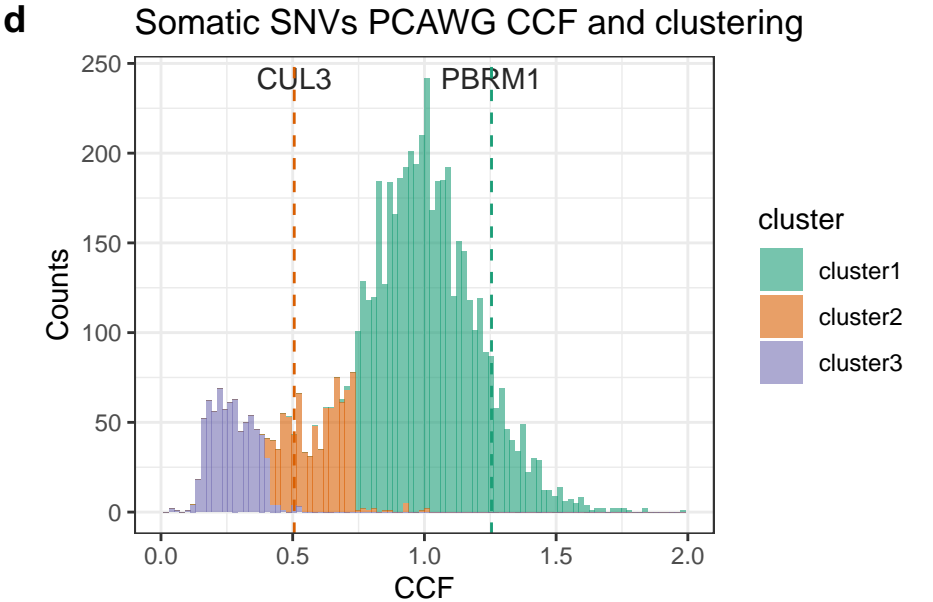 d
Somatic SNVs PCAWG CCF and clustering
CUL3
PBRM1
250
200
150
100
50
0
Counts
0.0 0.5 1.0 1.5 2.0
CCF
cluster
cluster1
cluster2
cluster3